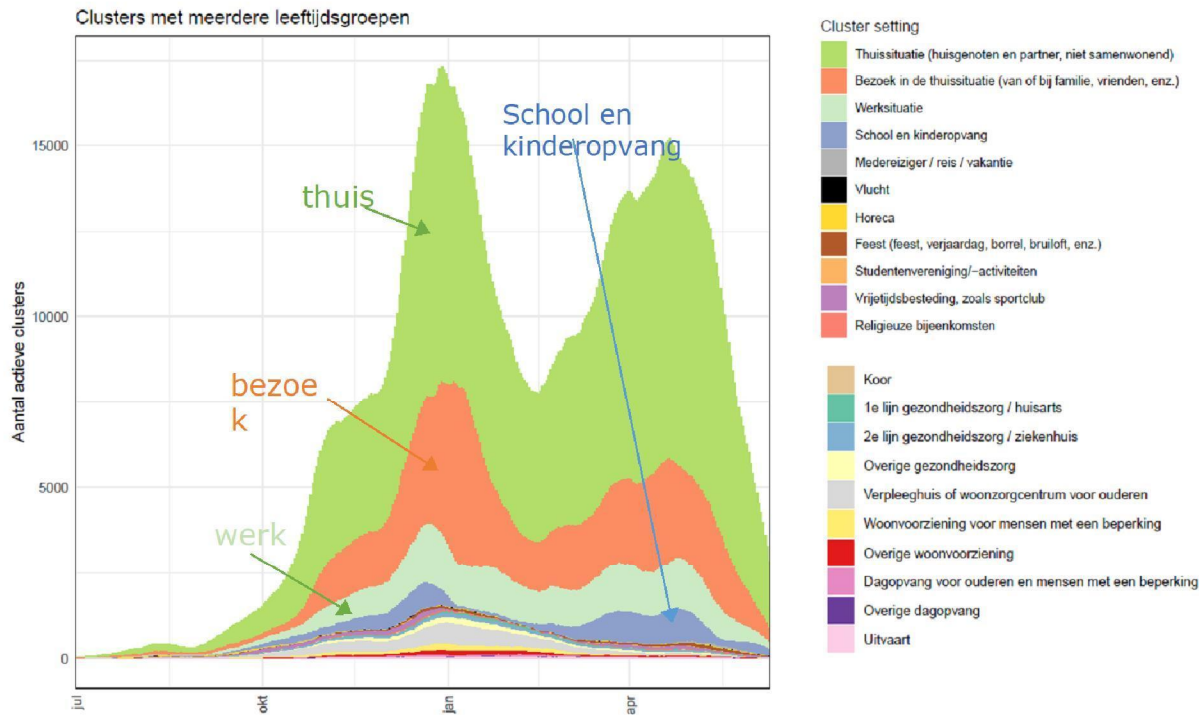 Clusters met meerdere leeftijdsgroepen
Aantal actieve clusters
15000
10000
5000
0
jul
okt
jan
apr
thuis
bezoe
k
werk
School en
kinderopvang
Cluster setting
Thuissituatie (huisgenoten en partner, niet samenwonend)
Bezoek in de thuissituatie (van of bij familie, vrienden, enz.)
Werksituatie
School en kinderopvang
Medereiziger / reis / vakantie
Vlucht
Horeca
Feest (feest, verjaardag, borrel, bruiloft, enz.)
Studentenvereniging/-activiteiten
Vrijetijdsbesteding, zoals sportclub
Religieuze bijeenkomsten
Koor
1e lijn gezondheidszorg / huisarts
2e lijn gezondheidszorg / ziekenhuis
Overige gezondheidszorg
Verpleeghuis of woonzorgcentrum voor ouderen
Woonvoorziening voor mensen met een beperking
Overige woonvoorziening
Dagopvang voor ouderen en mensen met een beperking
Overige dagopvang
Uitvaart